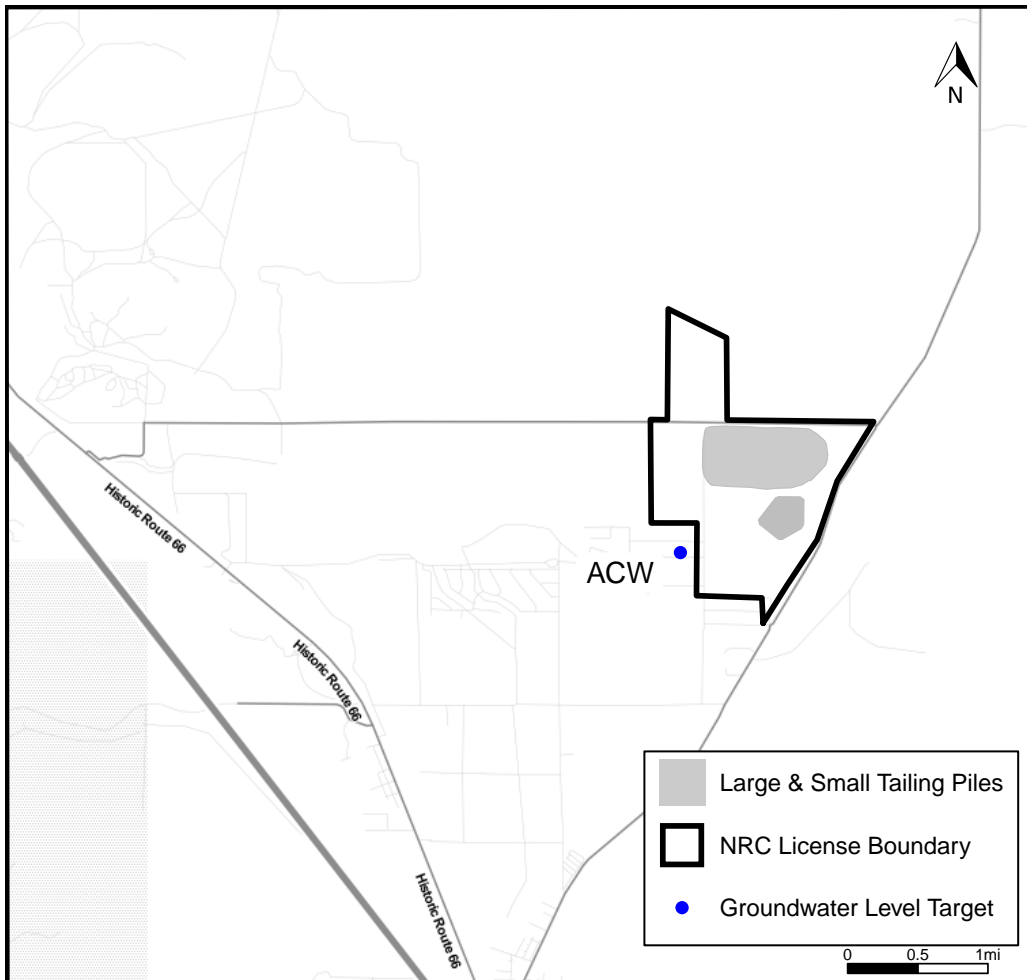 N
Historic Route 66
ACW
Historic Route 66
Large & Small Tailing Piles
NRC License Boundary
Historic Route 66
Groundwater Level Target
0 0.5 1mi